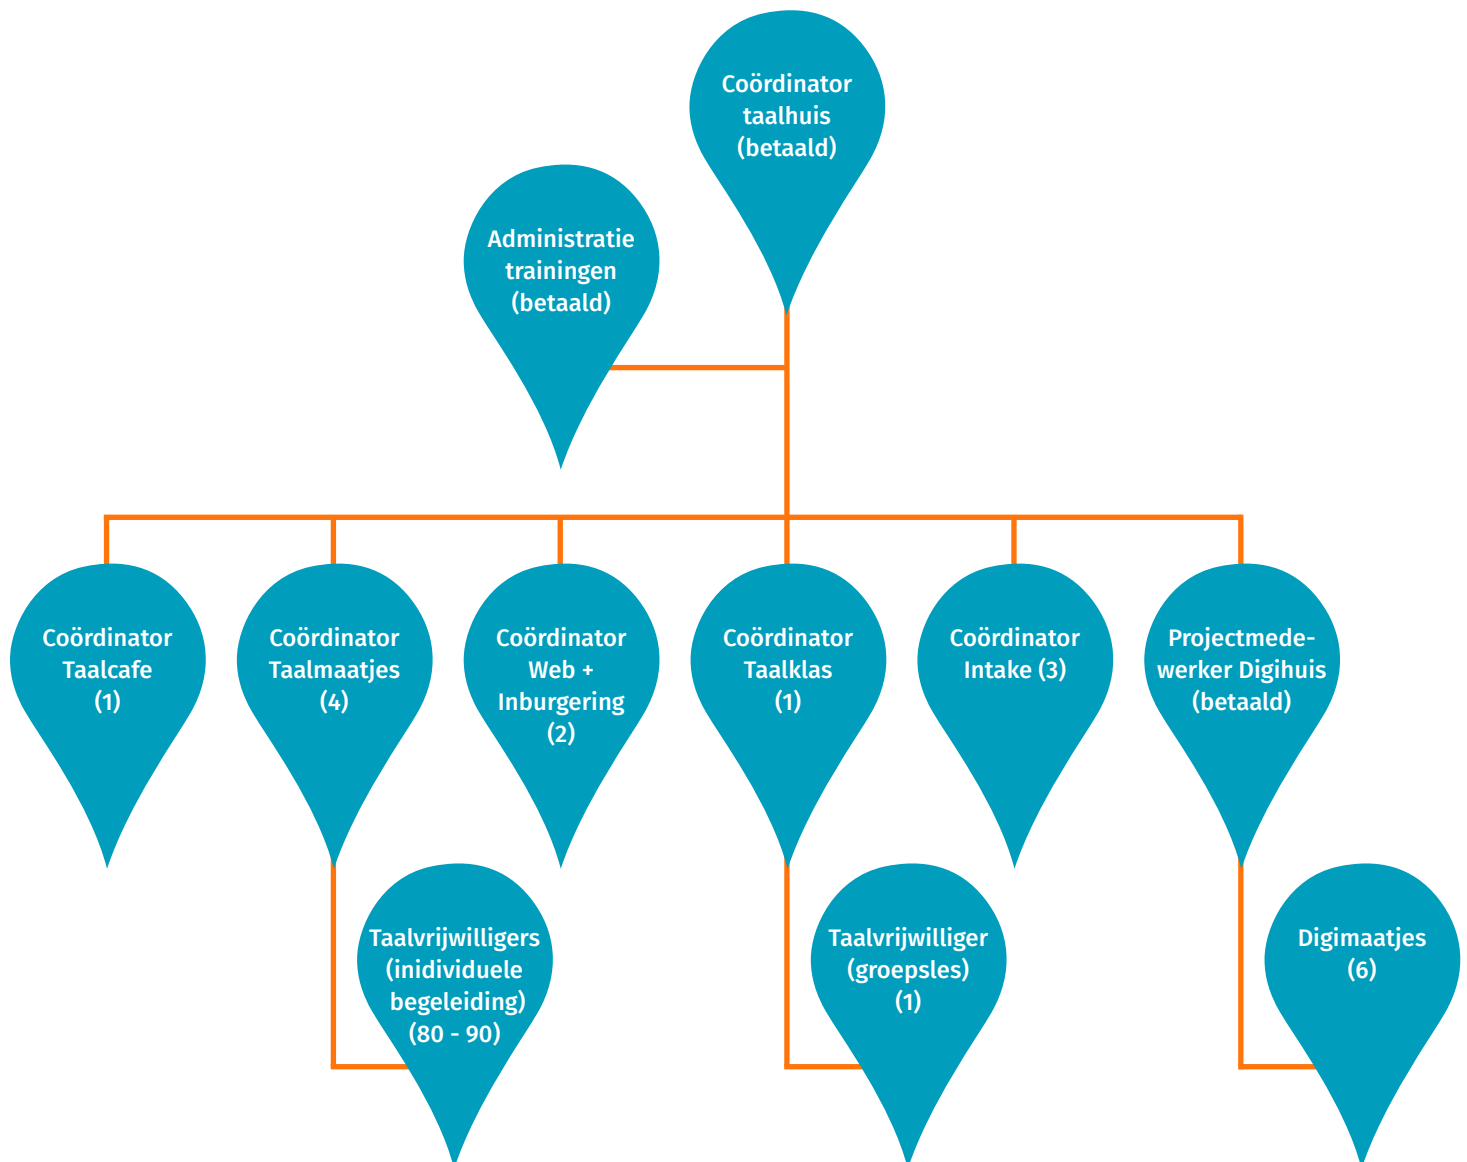 Coördinator
taalhuis
(betaald)
Administratie
trainingen
(betaald)
Coördinator
Taalcafe
(1)
Coördinator
Taalmaatjes
(4)
Coördinator
Web +
Inburgering
(2)
Coördinator
Taalklas
(1)
Coördinator
Intake (3)
Projectmede-
werker Digihuis
(betaald)
Taalvrijwilligers
(inidividuele
begeleiding)
(80 - 90)
Taalvrijwilliger
(groepsles)
(1)
Digimaatjes
(6)